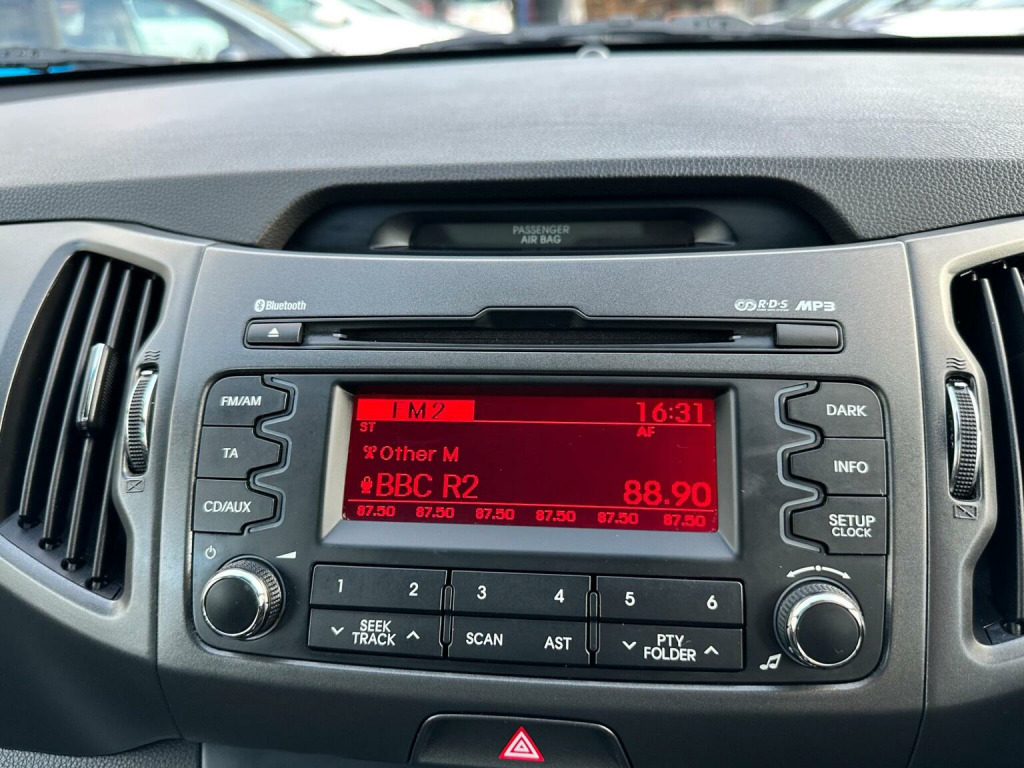 PASSENGER
AIR BAG
Bluetooth
R·D·S MP3
FM/AM
TA
CD/AUX
FM2 16:31
ST AF
Other M
BBC R2 88.90
87.50 87.50 87.50 87.50 87.50 87.50
DARK
INFO
SETUP
CLOCK
1 2 3 4 5 6
SEEK
TRACK
SCAN AST
PTY
FOLDER